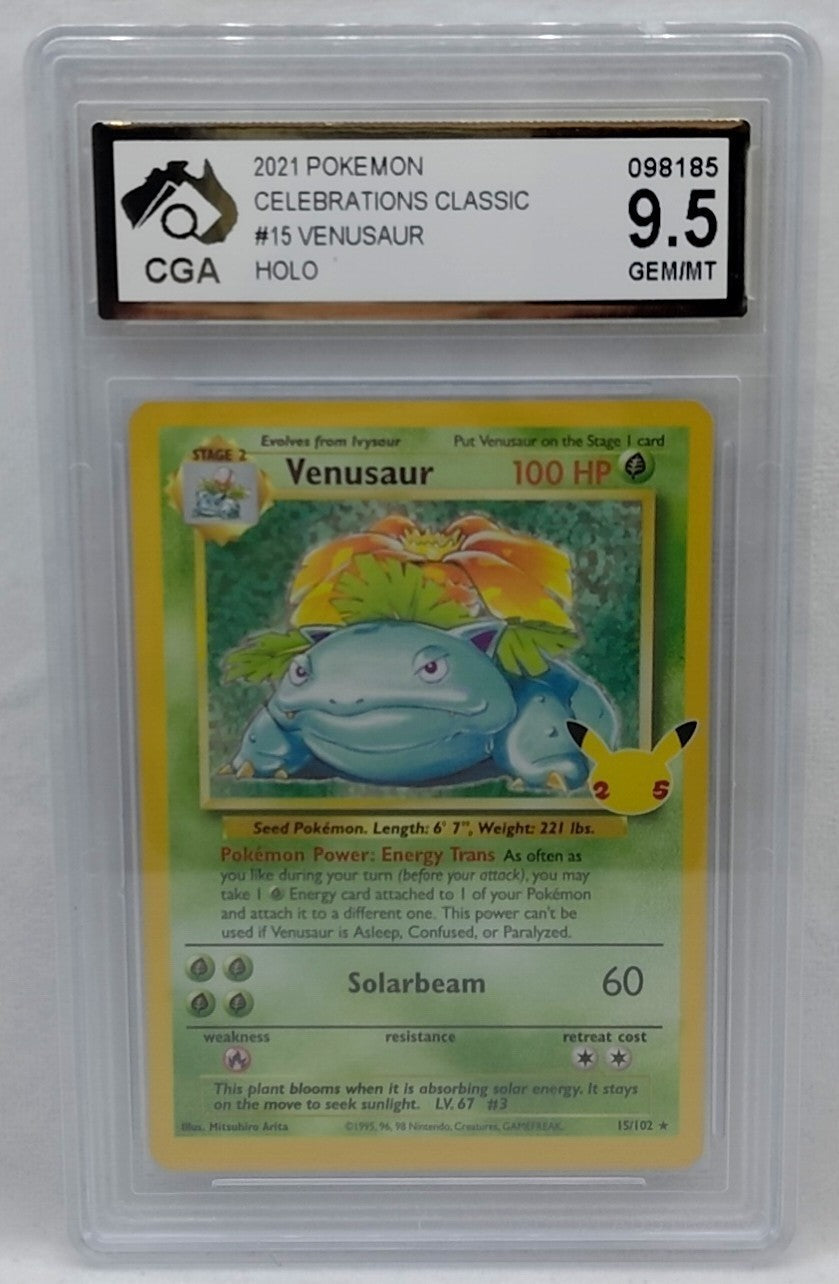 2021 POKEMON
CELEBRATIONS CLASSIC
#15 VENUSAUR
HOLO
CGA
098185
9.5
GEM/MT
Evolves from Ivysaur Put Venusaur on the Stage 1 card
STAGE 2
Venusaur 100 HP
2 5
Seed Pokémon. Length: 6' 7", Weight: 221 lbs.
Pokémon Power: Energy Trans As often as
you like during your turn (before your attack), you may
take 1 Energy card attached to 1 of your Pokémon
and attach it to a different one. This power can't be
used if Venusaur is Asleep, Confused, or Paralyzed.
Solarbeam 60
weakness resistance retreat cost
This plant blooms when it is absorbing solar energy. It stays
on the move to seek sunlight. LV. 67 #3
Illus. Mitsuhiro Arita ©1995, 96, 98 Nintendo, Creatures, GAMEFREAK. 15/102 ★